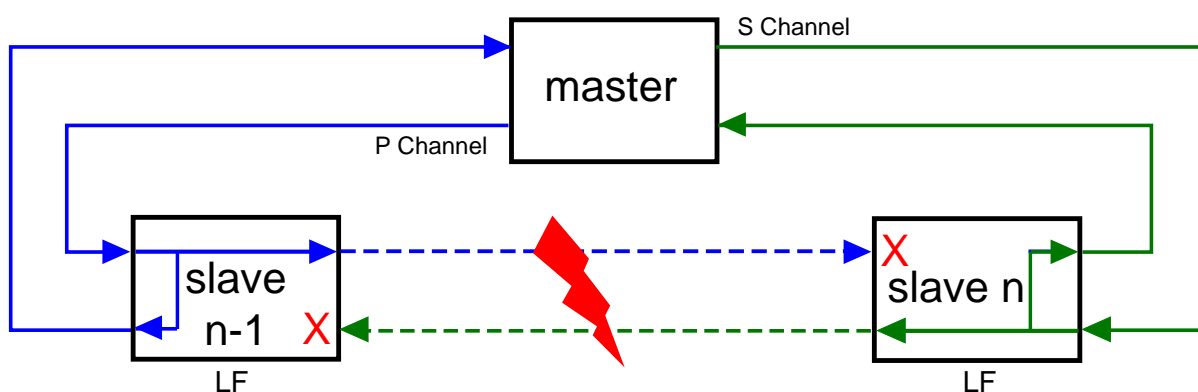 S Channel
master
P Channel
slave
n-1
X
LF
X
slave n
LF